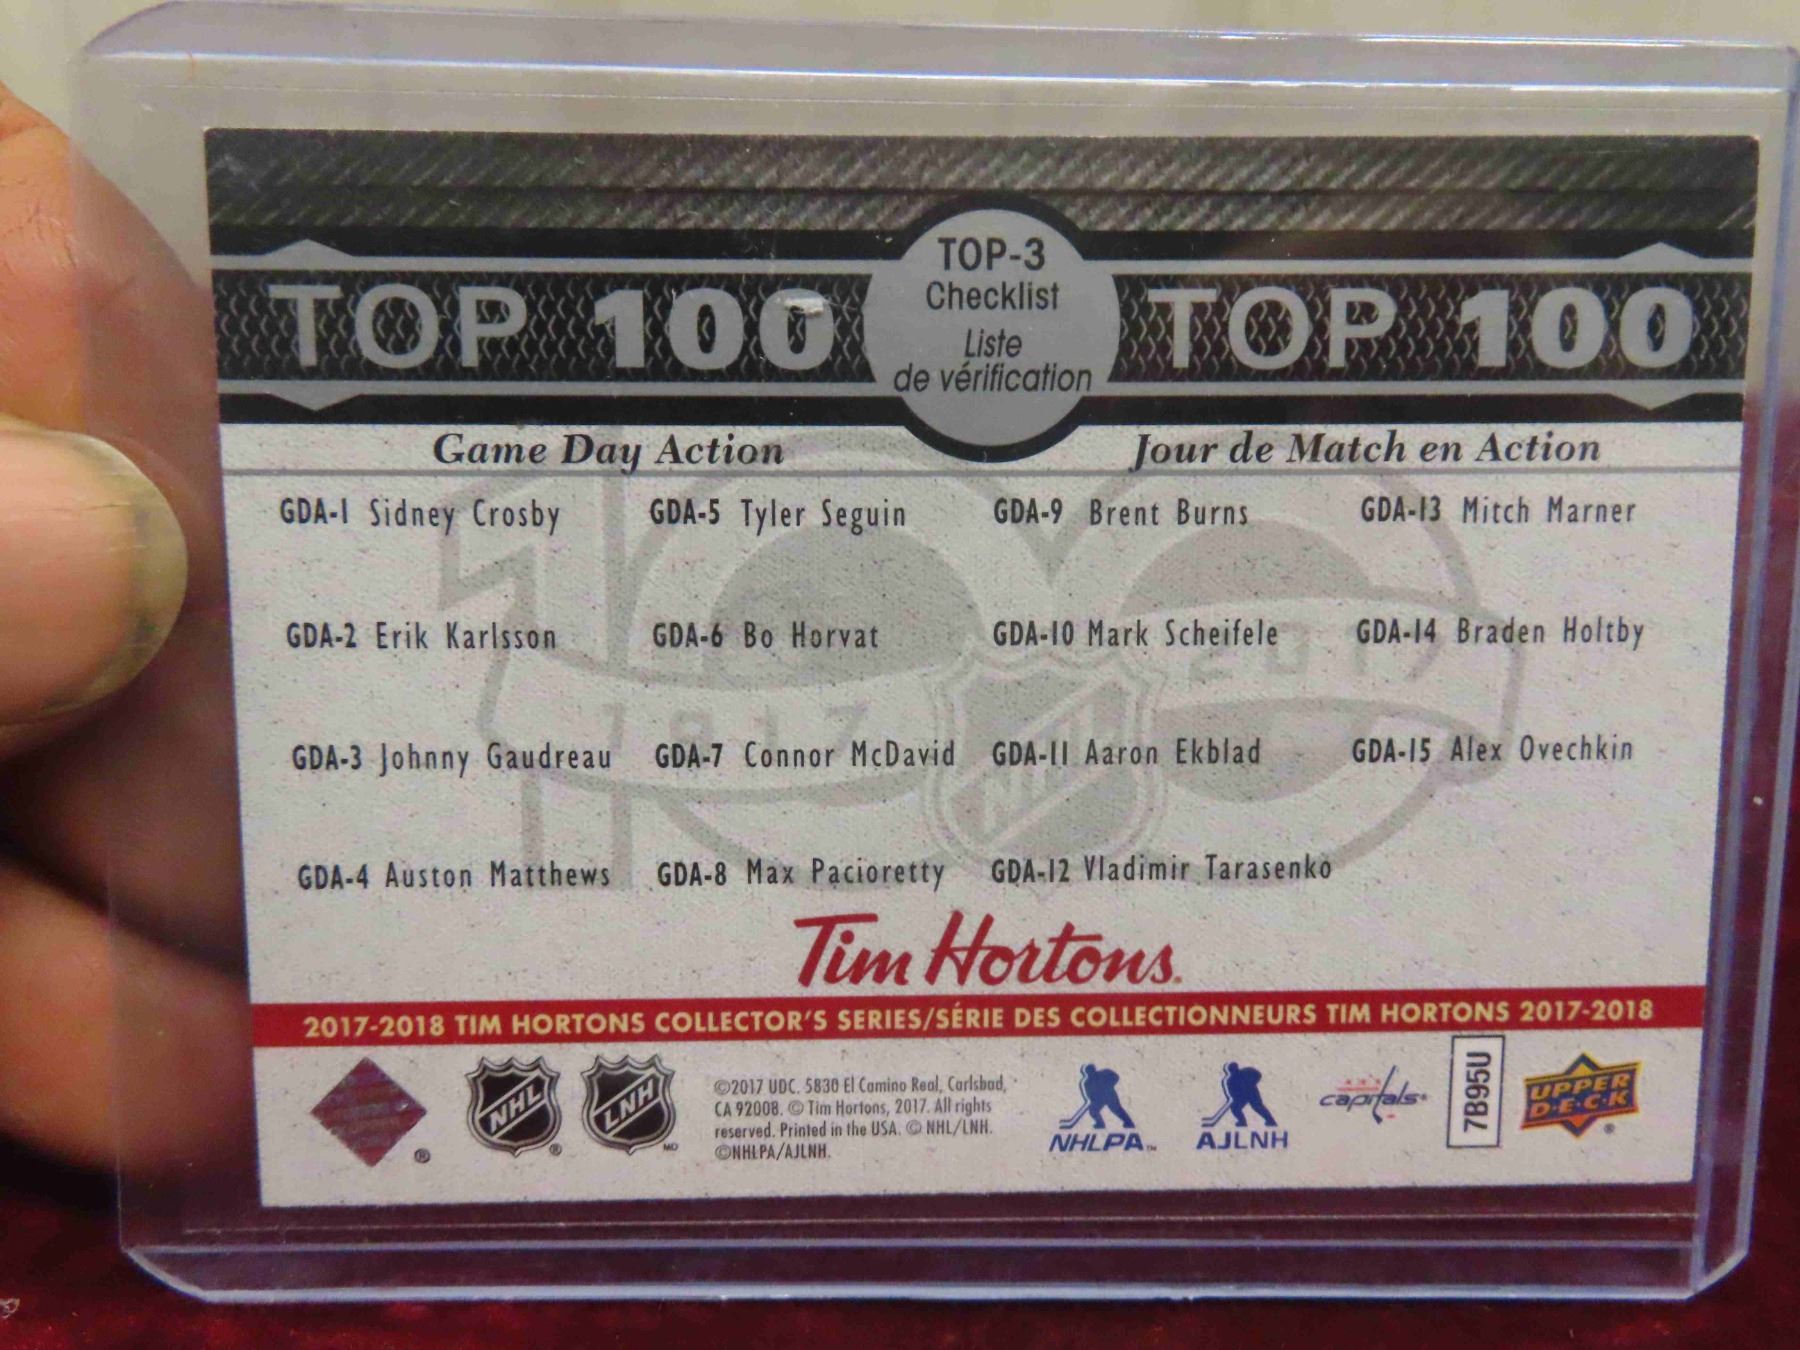 TOP-3
Checklist
Liste
de vérification
TOP 100
TOP 100
Game Day Action
Jour de Match en Action
GDA-1 Sidney Crosby
GDA-5 Tyler Seguin
GDA-9 Brent Burns
GDA-13 Mitch Marner
GDA-2 Erik Karlsson
GDA-6 Bo Horvat
GDA-10 Mark Scheifele
GDA-14 Braden Holtby
GDA-3 Johnny Gaudreau
GDA-7 Connor McDavid
GDA-11 Aaron Ekblad
GDA-15 Alex Ovechkin
GDA-4 Auston Matthews
GDA-8 Max Pacioretty
GDA-12 Vladimir Tarasenko
1917
2017
NHL
Tim Hortons.
2017-2018 TIM HORTONS COLLECTOR'S SERIES/SÉRIE DES COLLECTIONNEURS TIM HORTONS 2017-2018
®
NHL ®
LNH MD
©2017 UDC. 5830 El Camino Real, Carlsbad,
CA 92008. © Tim Hortons, 2017. All rights
reserved. Printed in the USA. © NHL/LNH.
©NHLPA/AJLNH.
NHLPA™
AJLNH
capitals
7B95U
UPPER
D·E·C·K ®